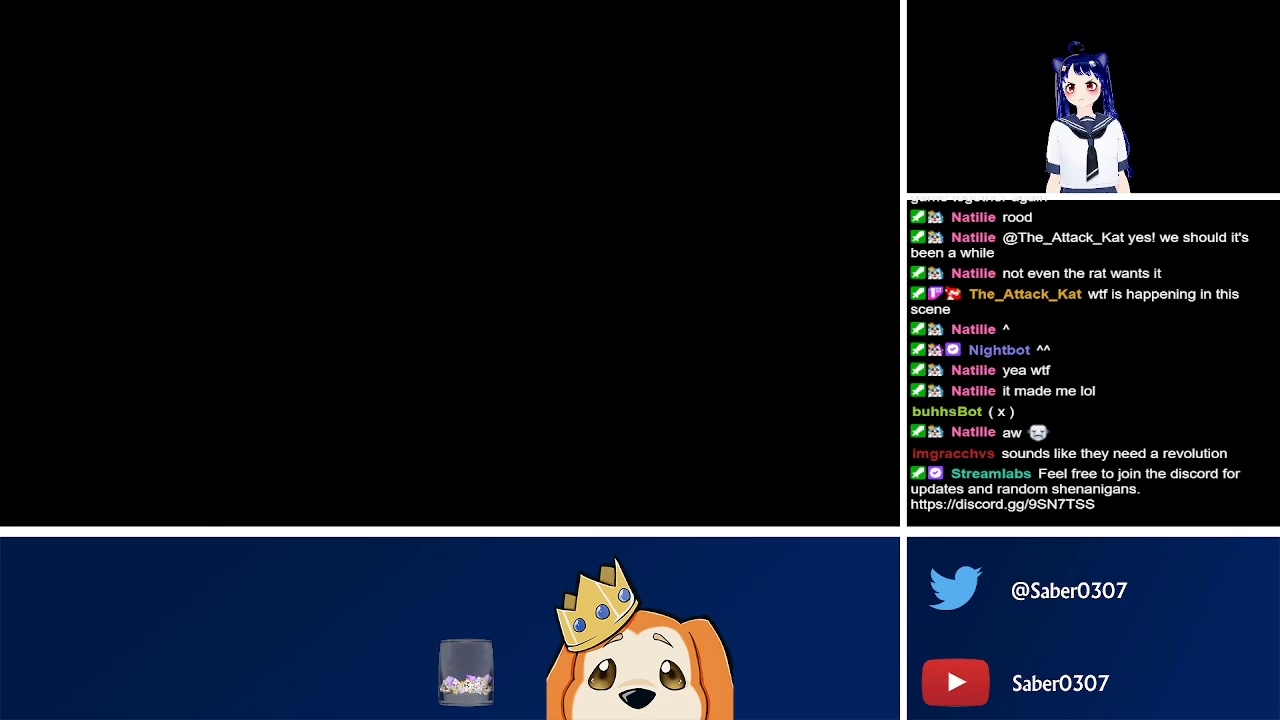 game together again
Natilie rood
Natilie @The_Attack_Kat yes! we should it's
been a while
Natilie not even the rat wants it
The_Attack_Kat wtf is happening in this
scene
Natilie ^
Nightbot ^^
Natilie yea wtf
Natilie it made me lol
buhhsBot ( x )
Natilie aw
imgracchvs sounds like they need a revolution
Streamlabs Feel free to join the discord for
updates and random shenanigans.
https://discord.gg/9SN7TSS
@Saber0307
Saber0307